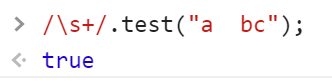 > /\s+/.test("a  bc");
<· true